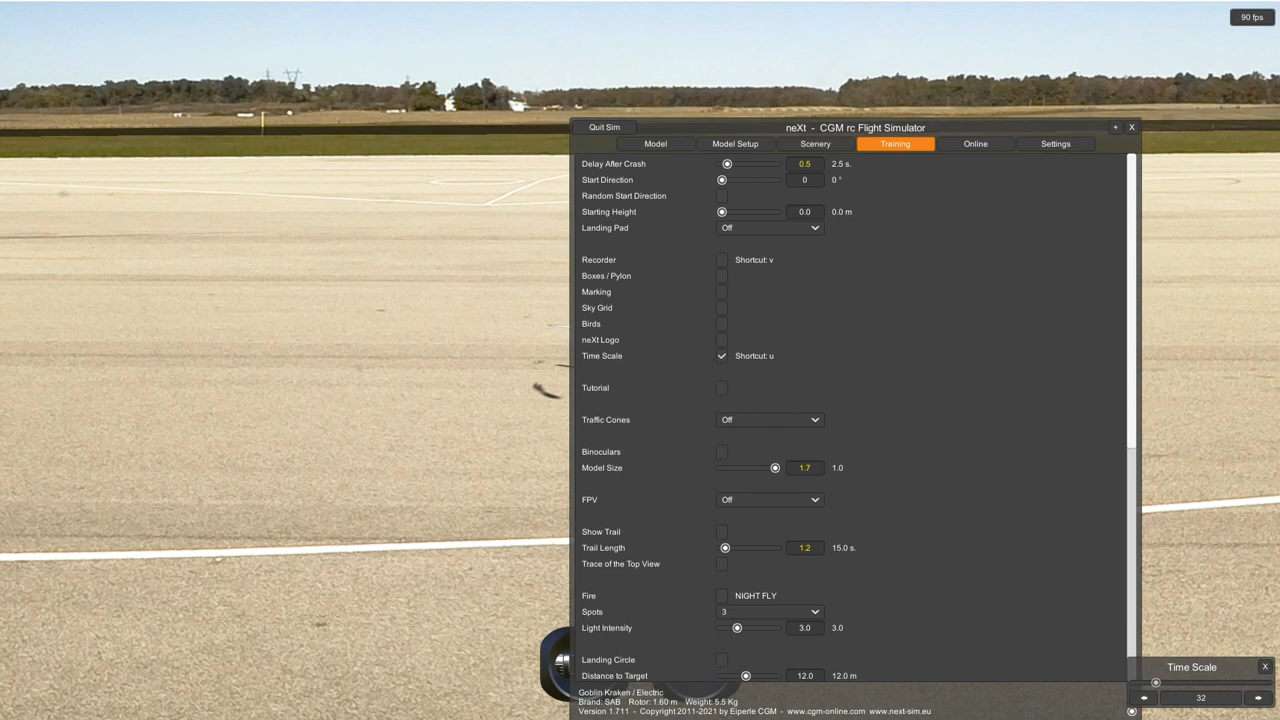 90 fps
Quit Sim
neXt - CGM rc Flight Simulator
+ X
Model Model Setup Scenery Training Online Settings
Delay After Crash 0.5 2.5 s.
Start Direction 0 0 °
Random Start Direction
Starting Height 0.0 0.0 m
Landing Pad Off
Recorder Shortcut: v
Boxes / Pylon
Marking
Sky Grid
Birds
neXt Logo
Time Scale Shortcut: u
Tutorial
Traffic Cones Off
Binoculars
Model Size 1.7 1.0
FPV Off
Show Trail
Trail Length 1.2 15.0 s.
Trace of the Top View
Fire NIGHT FLY
Spots 3
Light Intensity 3.0 3.0
Landing Circle
Distance to Target 12.0 12.0 m
Goblin Kraken / Electric
Brand: SAB Rotor: 1.60 m Weight: 5.5 Kg
Version 1.711 - Copyright 2011-2021 by Eiperle CGM - www.cgm-online.com www.next-sim.eu
Time Scale X
32